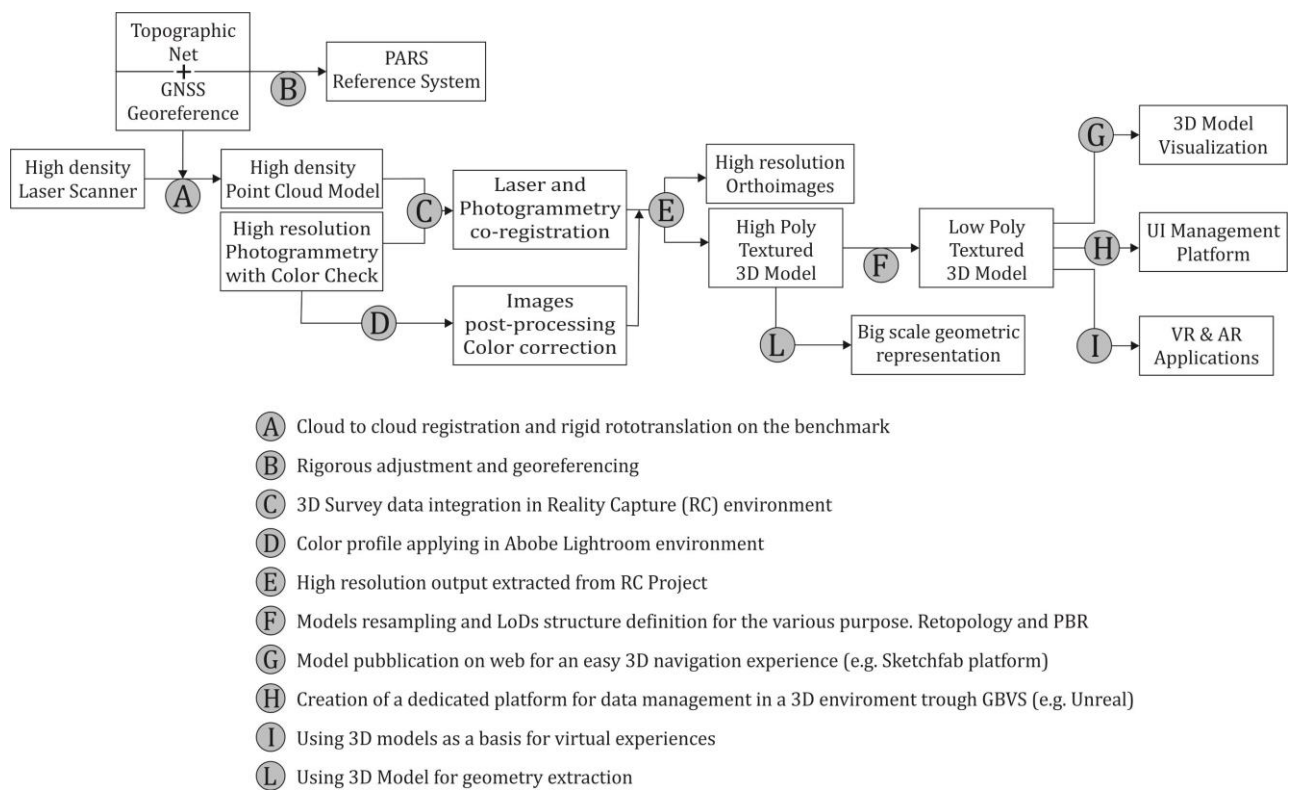 Topographic
Net
+
GNSS
Georeference
B
PARS
Reference System
High density
Laser Scanner
A
High density
Point Cloud Model
High resolution
Photogrammetry
with Color Check
C
Laser and
Photogrammetry
co-registration
D
Images
post-processing
Color correction
E
High resolution
Orthoimages
High Poly
Textured
3D Model
F
Low Poly
Textured
3D Model
L
Big scale geometric
representation
G
3D Model
Visualization
H
UI Management
Platform
I
VR & AR
Applications
A Cloud to cloud registration and rigid rototranslation on the benchmark
B Rigorous adjustment and georeferencing
C 3D Survey data integration in Reality Capture (RC) environment
D Color profile applying in Abobe Lightroom environment
E High resolution output extracted from RC Project
F Models resampling and LoDs structure definition for the various purpose. Retopology and PBR
G Model pubblication on web for an easy 3D navigation experience (e.g. Sketchfab platform)
H Creation of a dedicated platform for data management in a 3D enviroment trough GBVS (e.g. Unreal)
I Using 3D models as a basis for virtual experiences
L Using 3D Model for geometry extraction